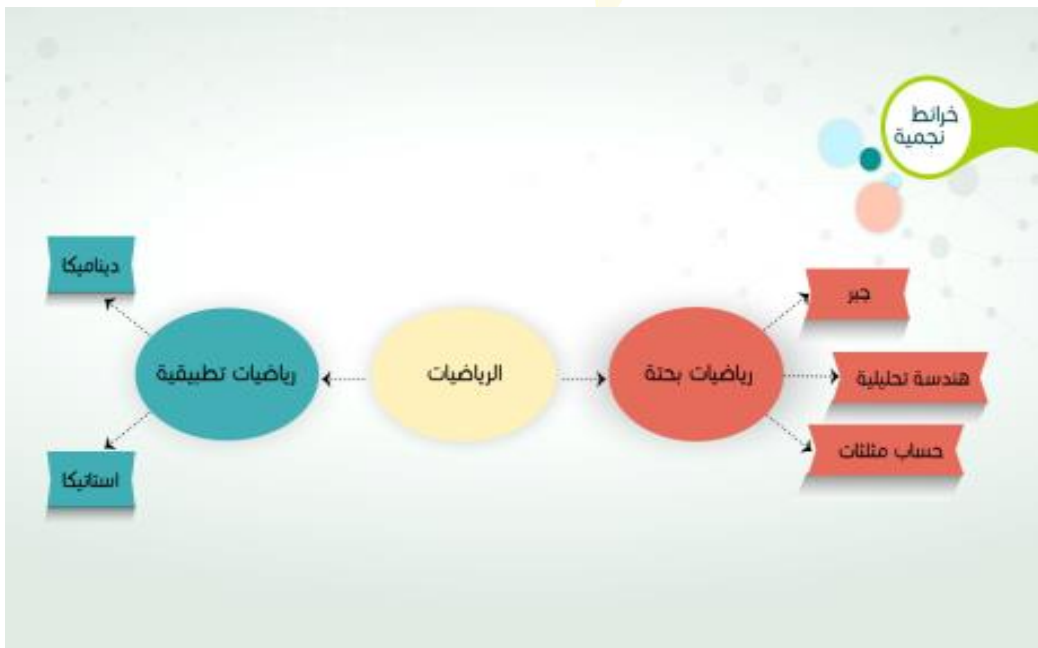 خرائط
نجمية
جبر
هندسة تحليلية
حساب مثلثات
رياضيات بحتة
الرياضيات
رياضيات تطبيقية
ديناميكا
استاتيكا